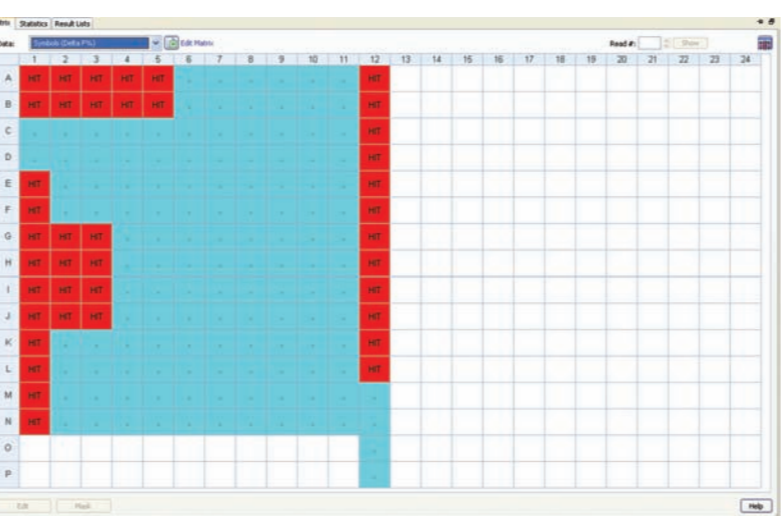 Statistics Result Lists
Data: Symbols (Delta F%) Edit Matrix Read #: Show
1 2 3 4 5 6 7 8 9 10 11 12 13 14 15 16 17 18 19 20 21 22 23 24
A HIT HIT HIT HIT HIT - - - - - - HIT
B HIT HIT HIT HIT HIT - - - - - - HIT
C - - - - - - - - - - - HIT
D - - - - - - - - - - - HIT
E HIT - - - - - - - - - - HIT
F HIT - - - - - - - - - - HIT
G HIT HIT HIT - - - - - - - - HIT
H HIT HIT HIT - - - - - - - - HIT
I HIT HIT HIT - - - - - - - - HIT
J HIT HIT HIT - - - - - - - - HIT
K HIT - - - - - - - - - - HIT
L HIT - - - - - - - - - - HIT
M HIT - - - - - - - - - - -
N HIT - - - - - - - - - - -
O -
P -
Edit Mask Help